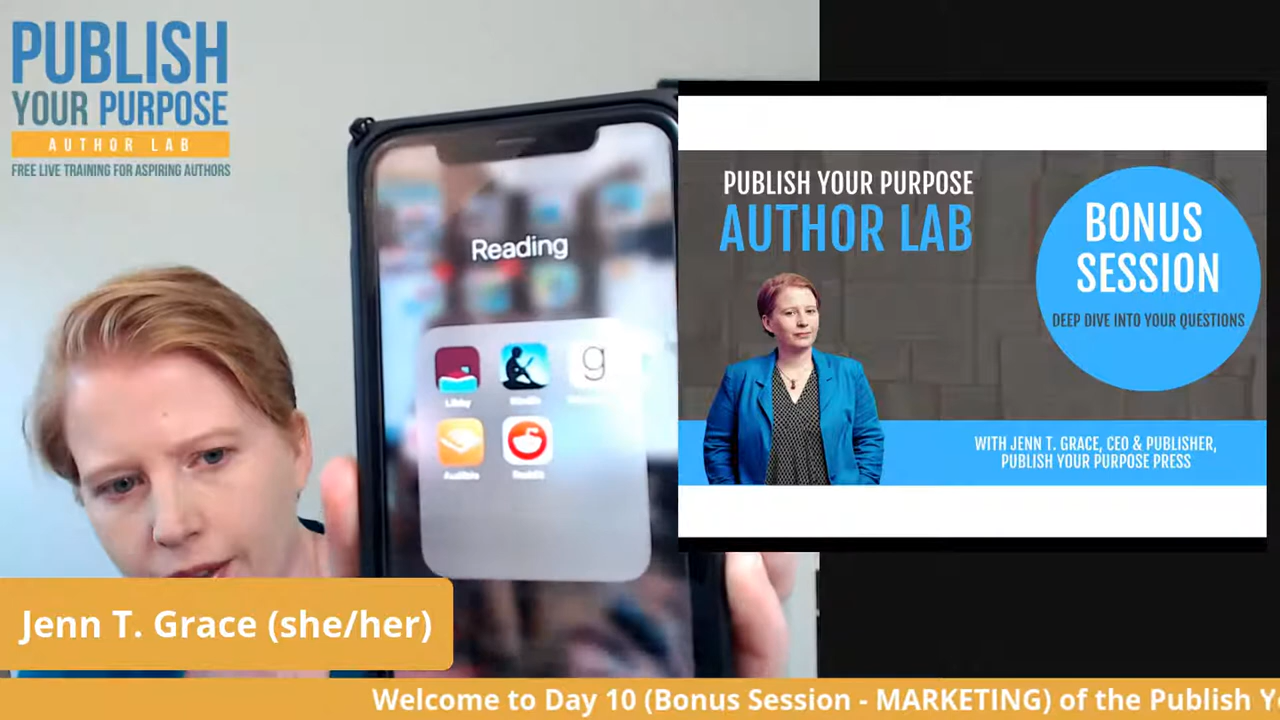 PUBLISH
YOUR PURPOSE
AUTHOR LAB
FREE LIVE TRAINING FOR ASPIRING AUTHORS
Reading
Libby
Kindle
g
Audible
Reddit
PUBLISH YOUR PURPOSE
AUTHOR LAB
BONUS
SESSION
DEEP DIVE INTO YOUR QUESTIONS
WITH JENN T. GRACE, CEO & PUBLISHER,
PUBLISH YOUR PURPOSE PRESS
Jenn T. Grace (she/her)
Welcome to Day 10 (Bonus Session - MARKETING) of the Publish Y